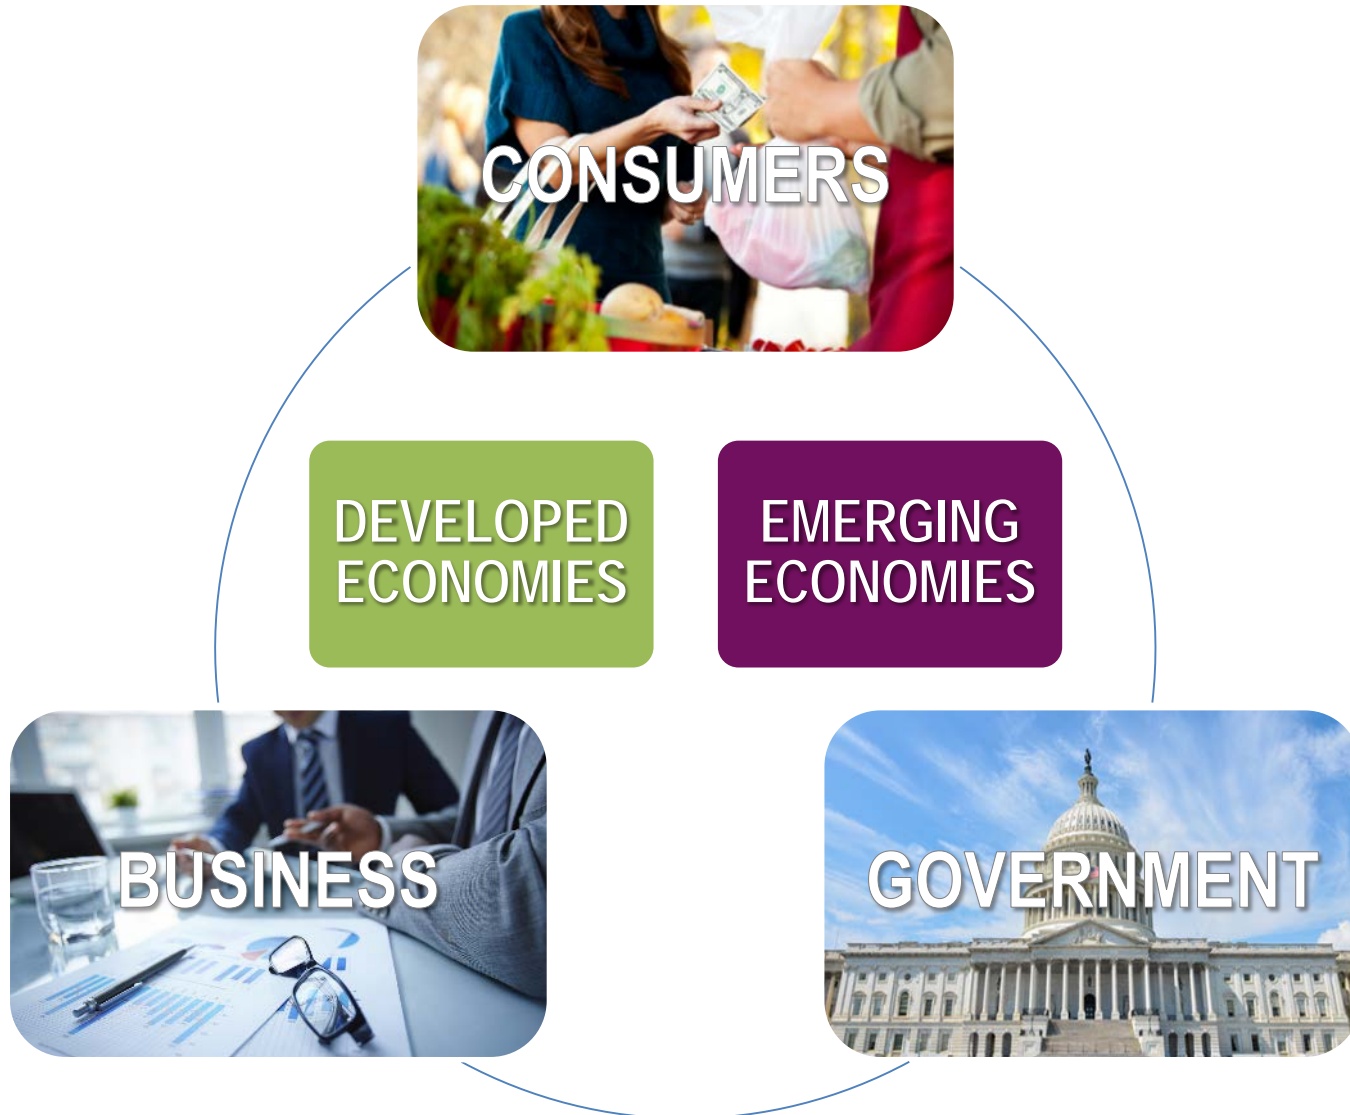 CONSUMERS
DEVELOPED
ECONOMIES
EMERGING
ECONOMIES
BUSINESS
GOVERNMENT